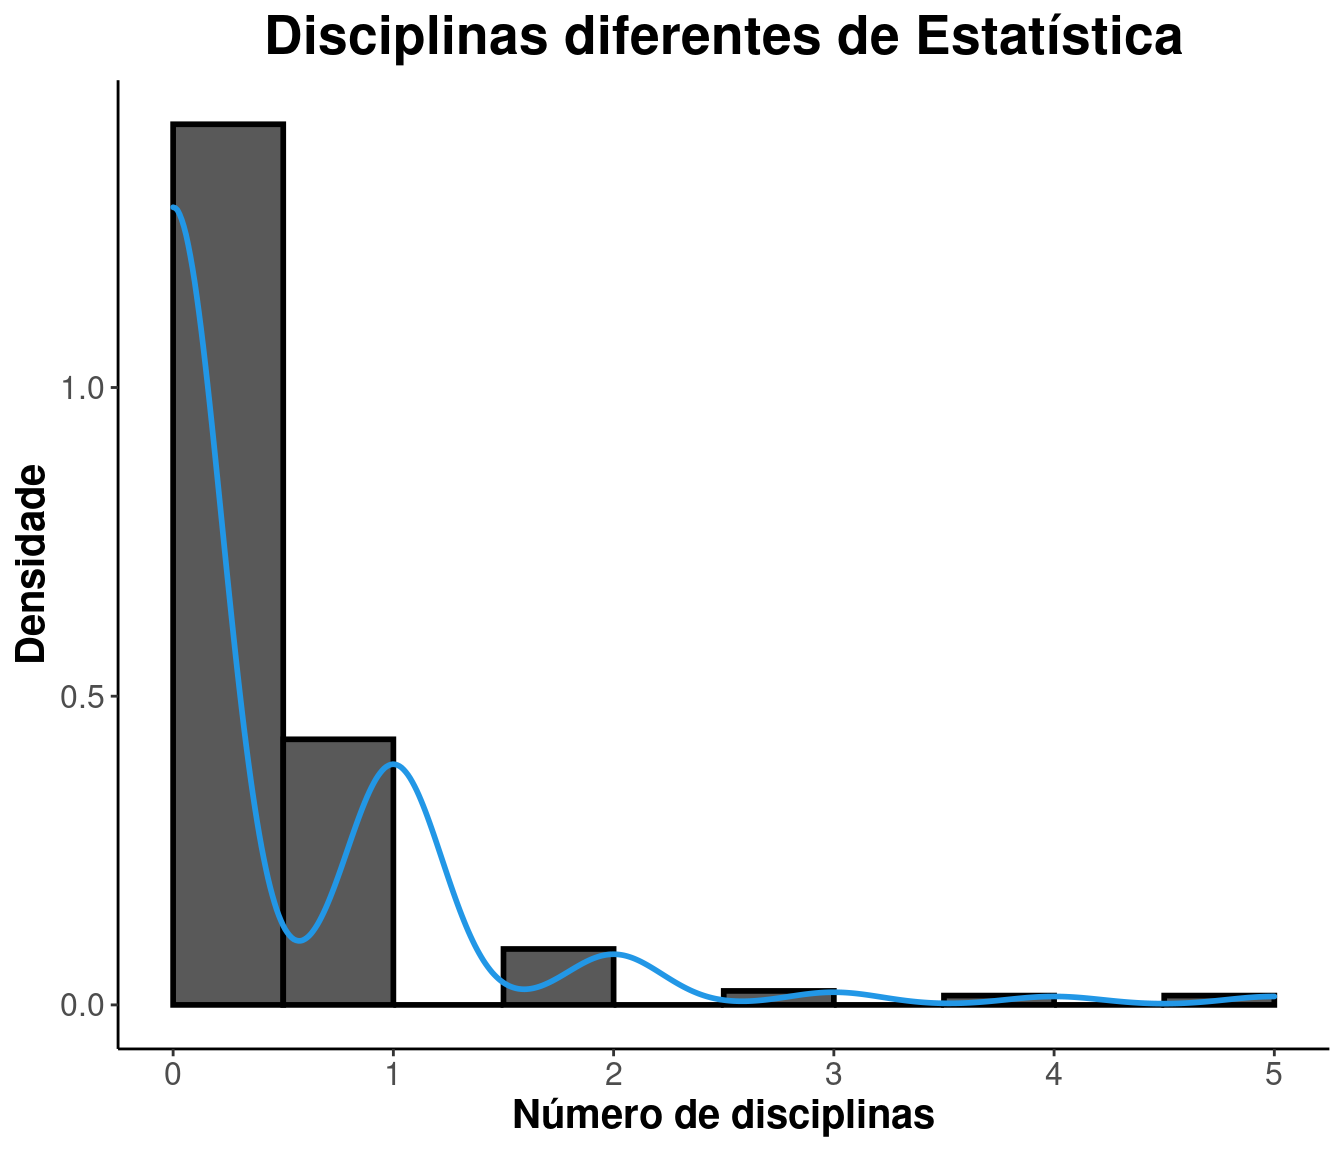 Disciplinas diferentes de Estatística
Densidade
1.0
0.5
0.0
0 1 2 3 4 5
Número de disciplinas